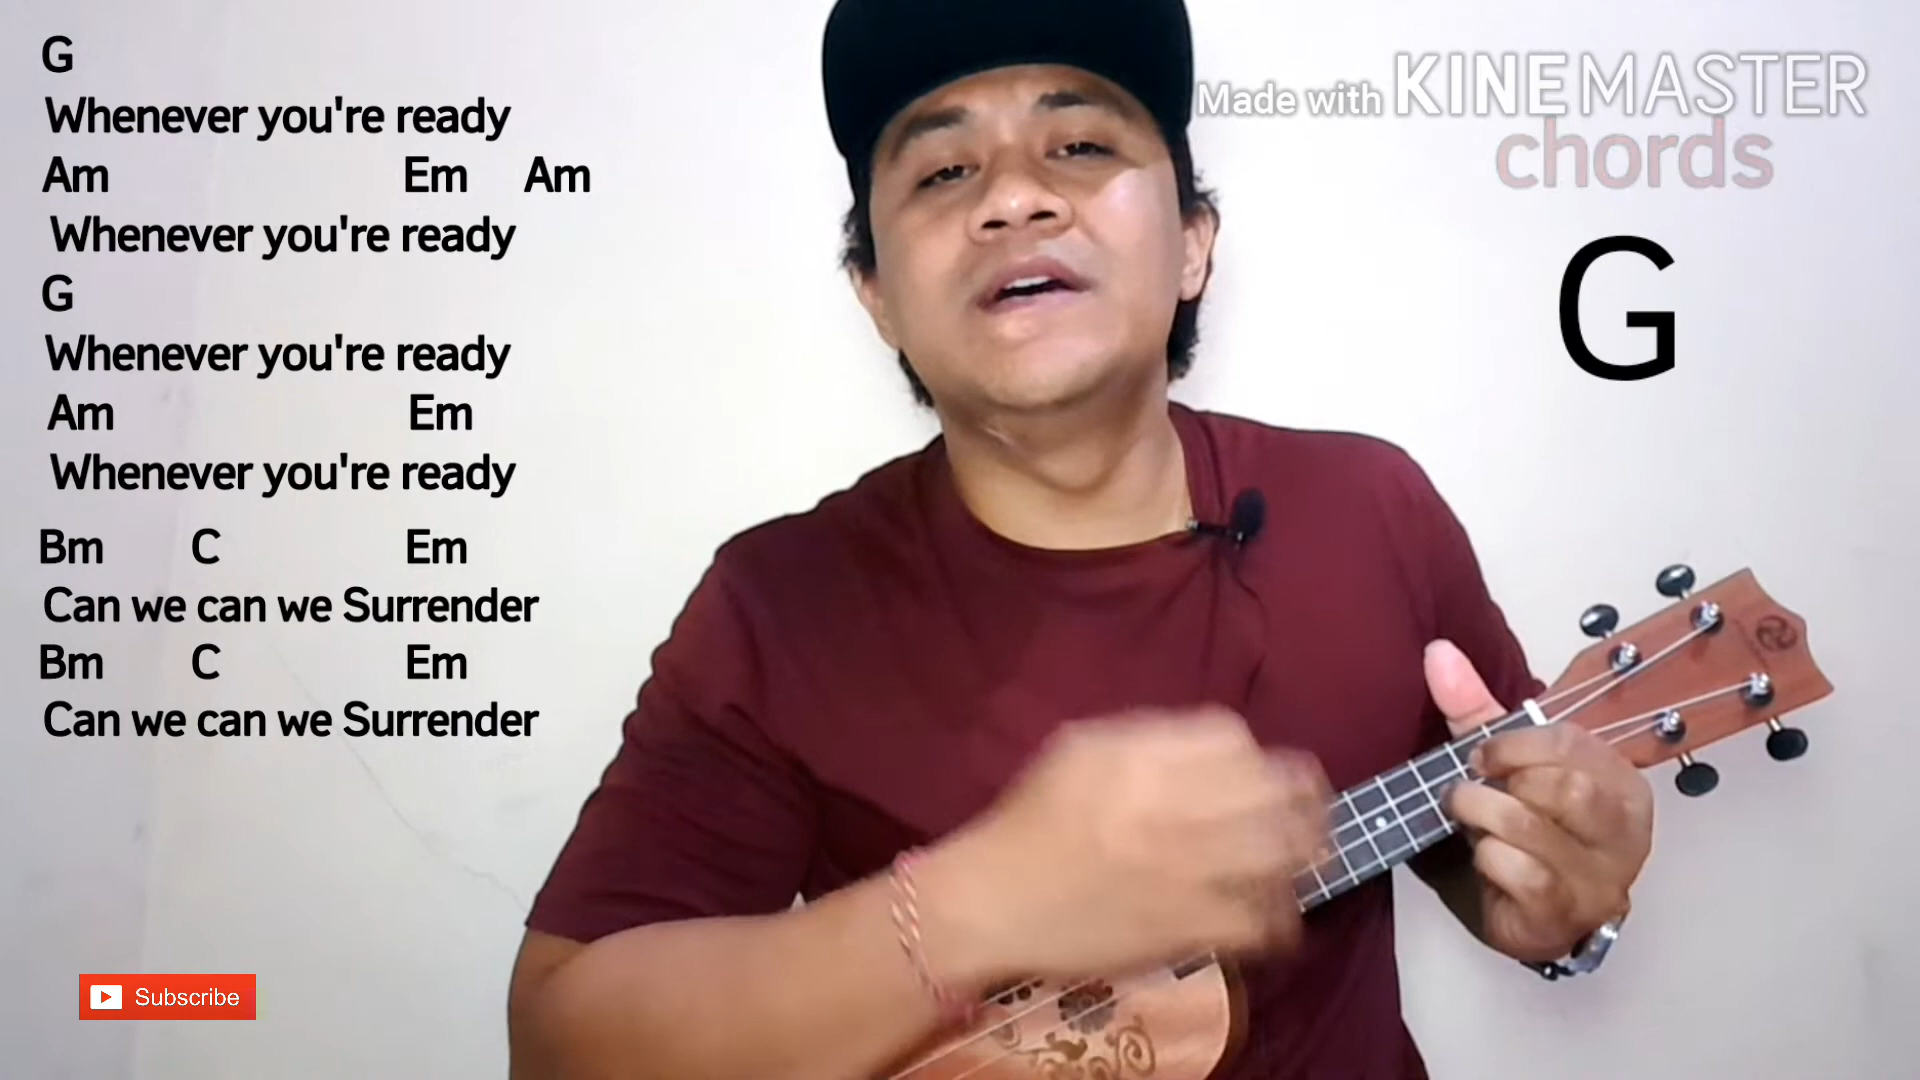 G
Whenever you're ready
Am Em Am
Whenever you're ready
G
Whenever you're ready
Am Em
Whenever you're ready
Bm C Em
Can we can we Surrender
Bm C Em
Can we can we Surrender
Subscribe
Made with KINEMASTER
chords
G